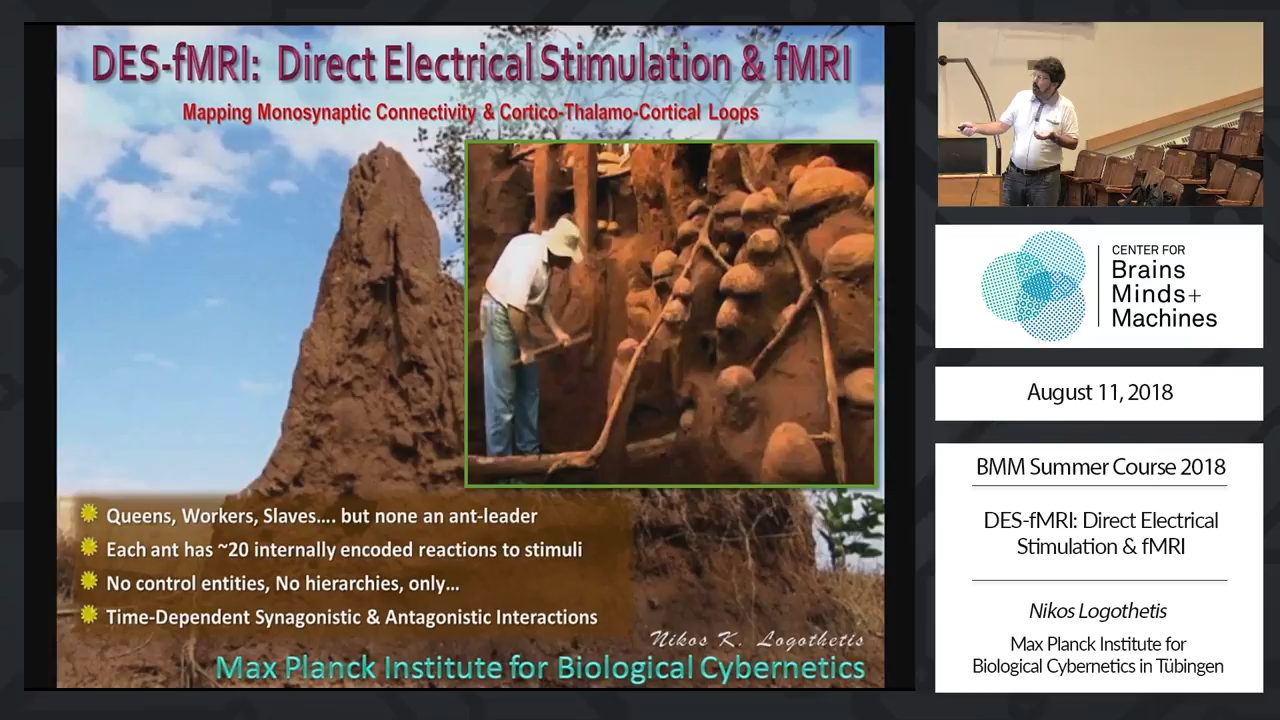 DES-fMRI: Direct Electrical Stimulation & fMRI
Mapping Monosynaptic Connectivity & Cortico-Thalamo-Cortical Loops
Queens, Workers, Slaves.... but none an ant-leader
Each ant has ~20 internally encoded reactions to stimuli
No control entities, No hierarchies, only...
Time-Dependent Synagonistic & Antagonistic Interactions
Nikos K. Logothetis
Max Planck Institute for Biological Cybernetics
CENTER FOR
Brains
Minds+
Machines
August 11, 2018
BMM Summer Course 2018
DES-fMRI: Direct Electrical
Stimulation & fMRI
Nikos Logothetis
Max Planck Institute for
Biological Cybernetics in Tübingen